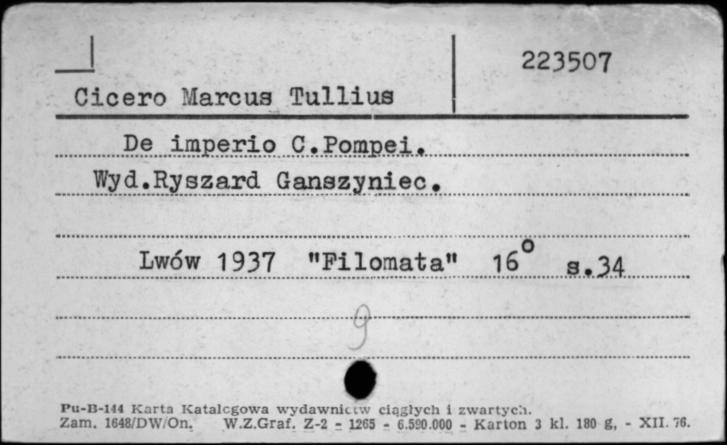 223507
Cicero Marcus Tullius
De imperio C.Pompei.
Wyd.Ryszard Ganszyniec.
Lwów 1937 "Filomata" 16° s.34
9
Pu-B-144 Karta Katalogowa wydawnictw ciągłych i zwartych.
Zam. 1648/DW/On. W.Z.Graf. Z-2 - 1265 - 6.590.000 - Karton 3 kl. 180 g, - XII. 76.